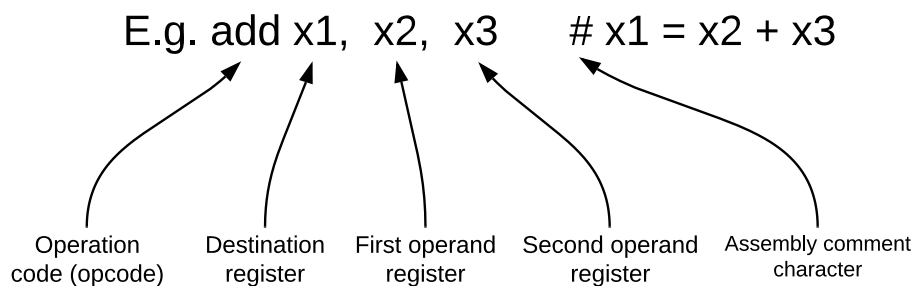 E.g. add x1, x2, x3 # x1 = x2 + x3
Operation
code (opcode)
Destination
register
First operand
register
Second operand
register
Assembly comment
character